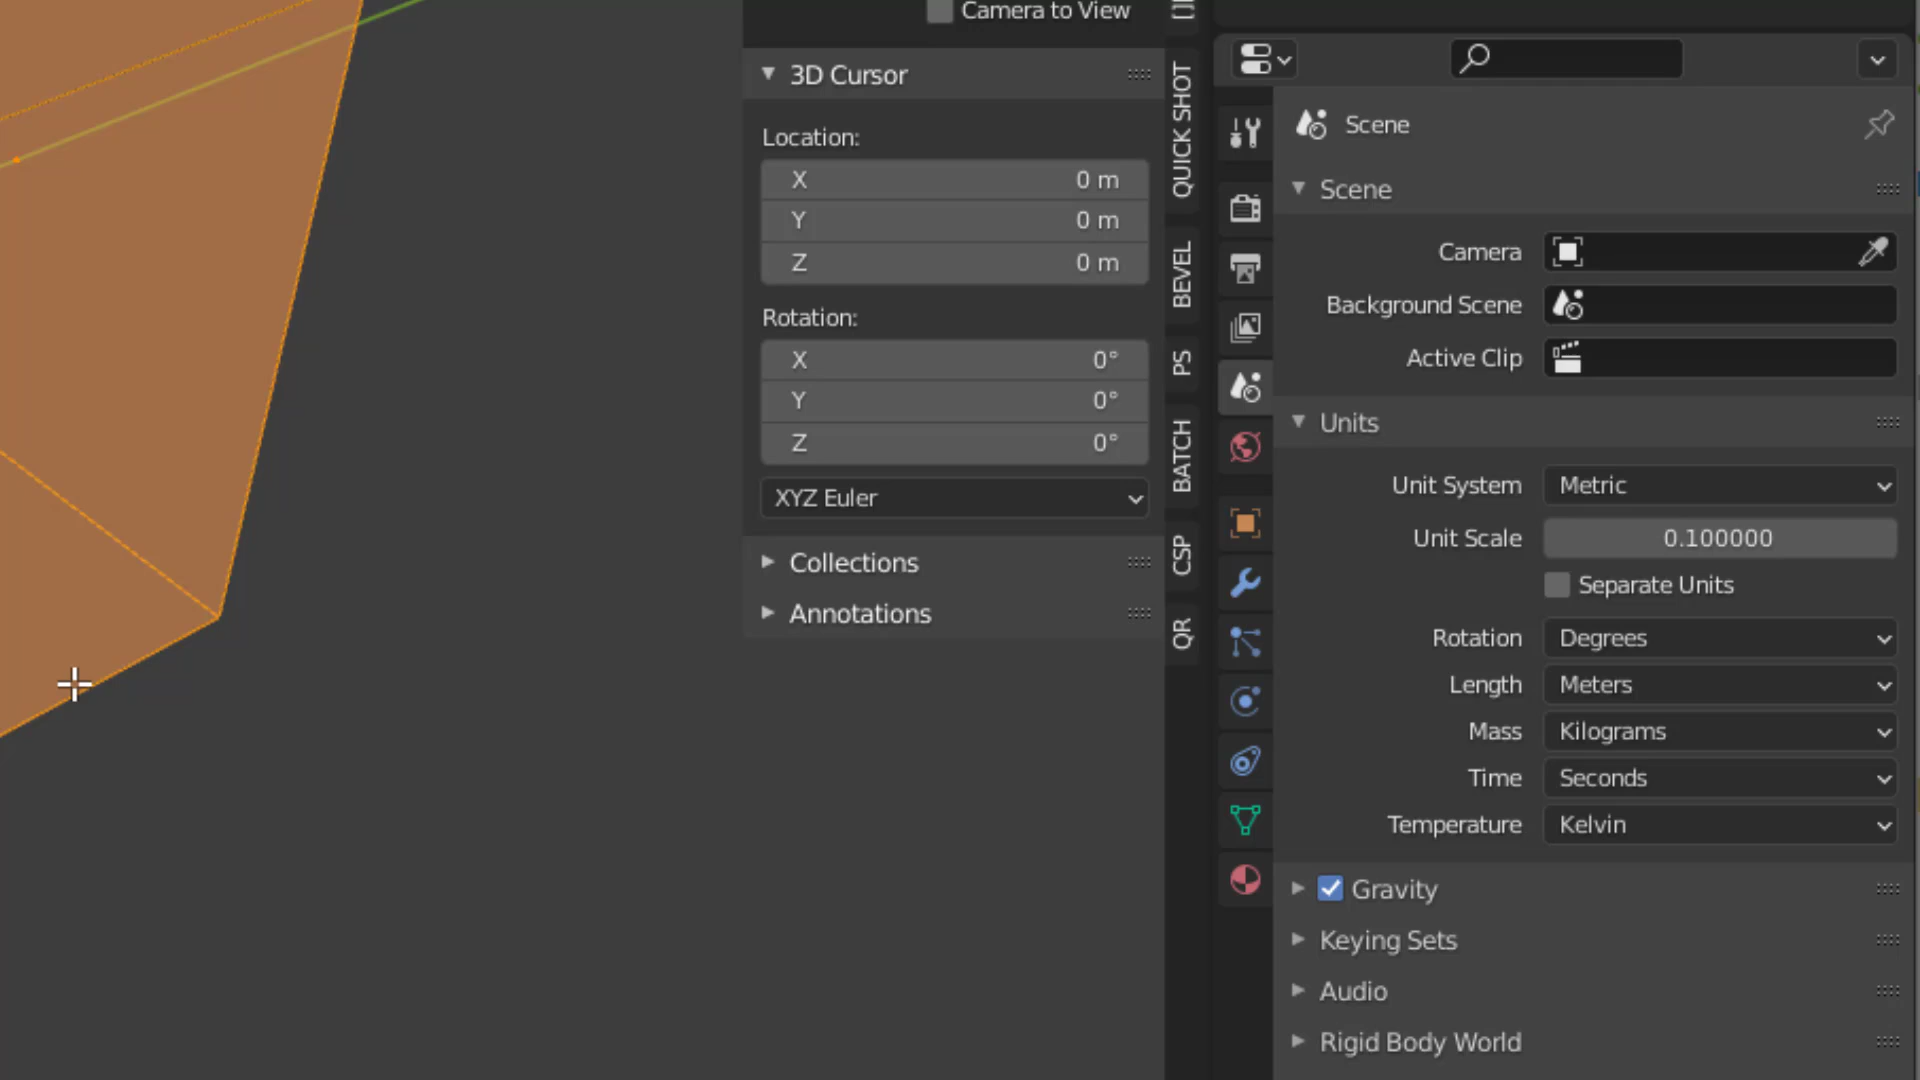 Camera to View
3D Cursor
Location:
X 0 m
Y 0 m
Z 0 m
Rotation:
X 0°
Y 0°
Z 0°
XYZ Euler
Collections
Annotations
QUICK SHOT
BEVEL
PS
BATCH
CSP
QR
Scene
Scene
Camera
Background Scene
Active Clip
Units
Unit System Metric
Unit Scale 0.100000
Separate Units
Rotation Degrees
Length Meters
Mass Kilograms
Time Seconds
Temperature Kelvin
Gravity
Keying Sets
Audio
Rigid Body World